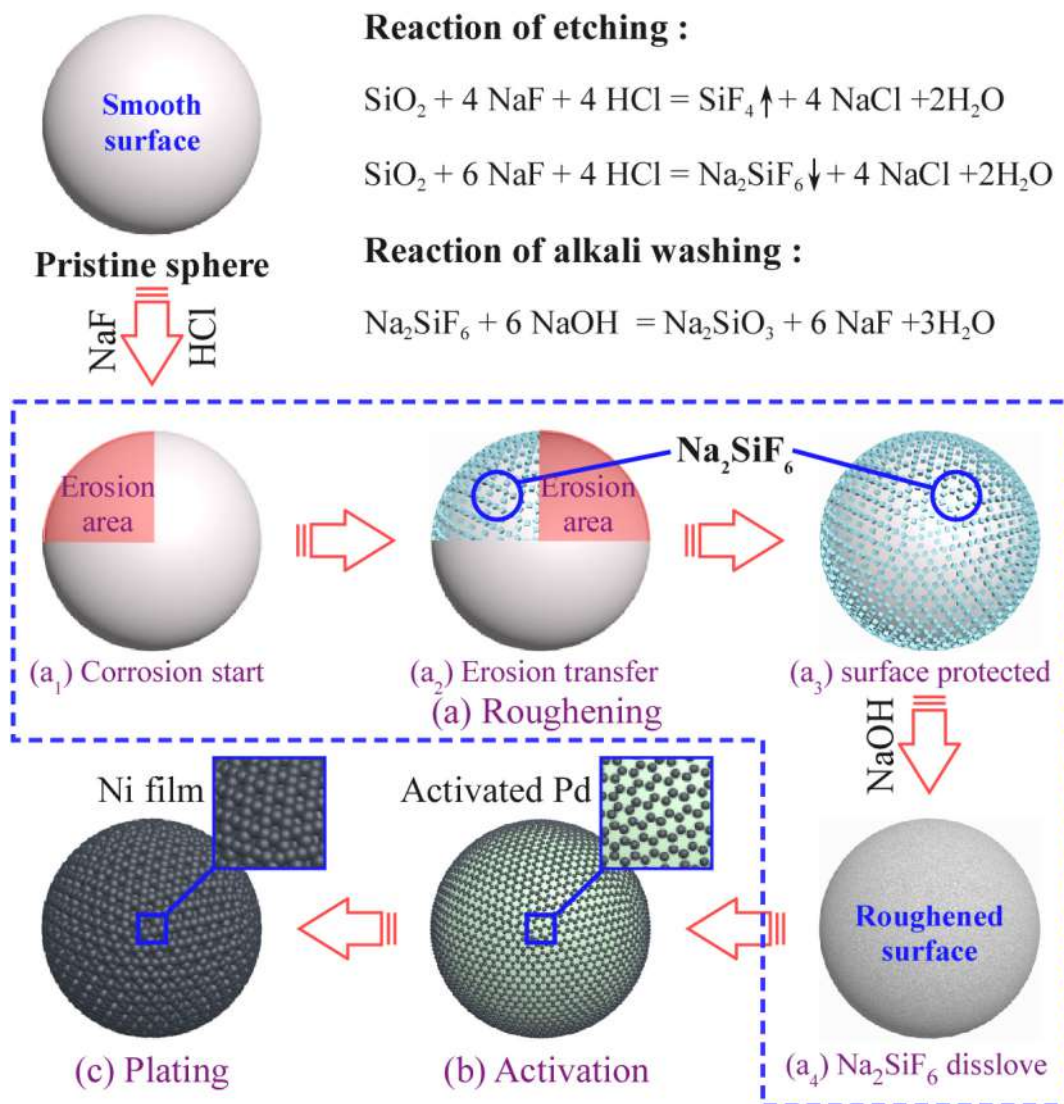 Smooth
surface
Pristine sphere
Reaction of etching :
SiO₂ + 4 NaF + 4 HCl = SiF₄↑ + 4 NaCl +2H₂O
SiO₂ + 6 NaF + 4 HCl = Na₂SiF₆↓ + 4 NaCl +2H₂O
Reaction of alkali washing :
Na₂SiF₆ + 6 NaOH = Na₂SiO₃ + 6 NaF +3H₂O
NaF
HCl
Erosion
area
Erosion
area
Na₂SiF₆
(a₁) Corrosion start
(a₂) Erosion transfer
(a₃) surface protected
(a) Roughening
NaOH
Ni film
Activated Pd
Roughened
surface
(c) Plating
(b) Activation
(a₄) Na₂SiF₆ disslove